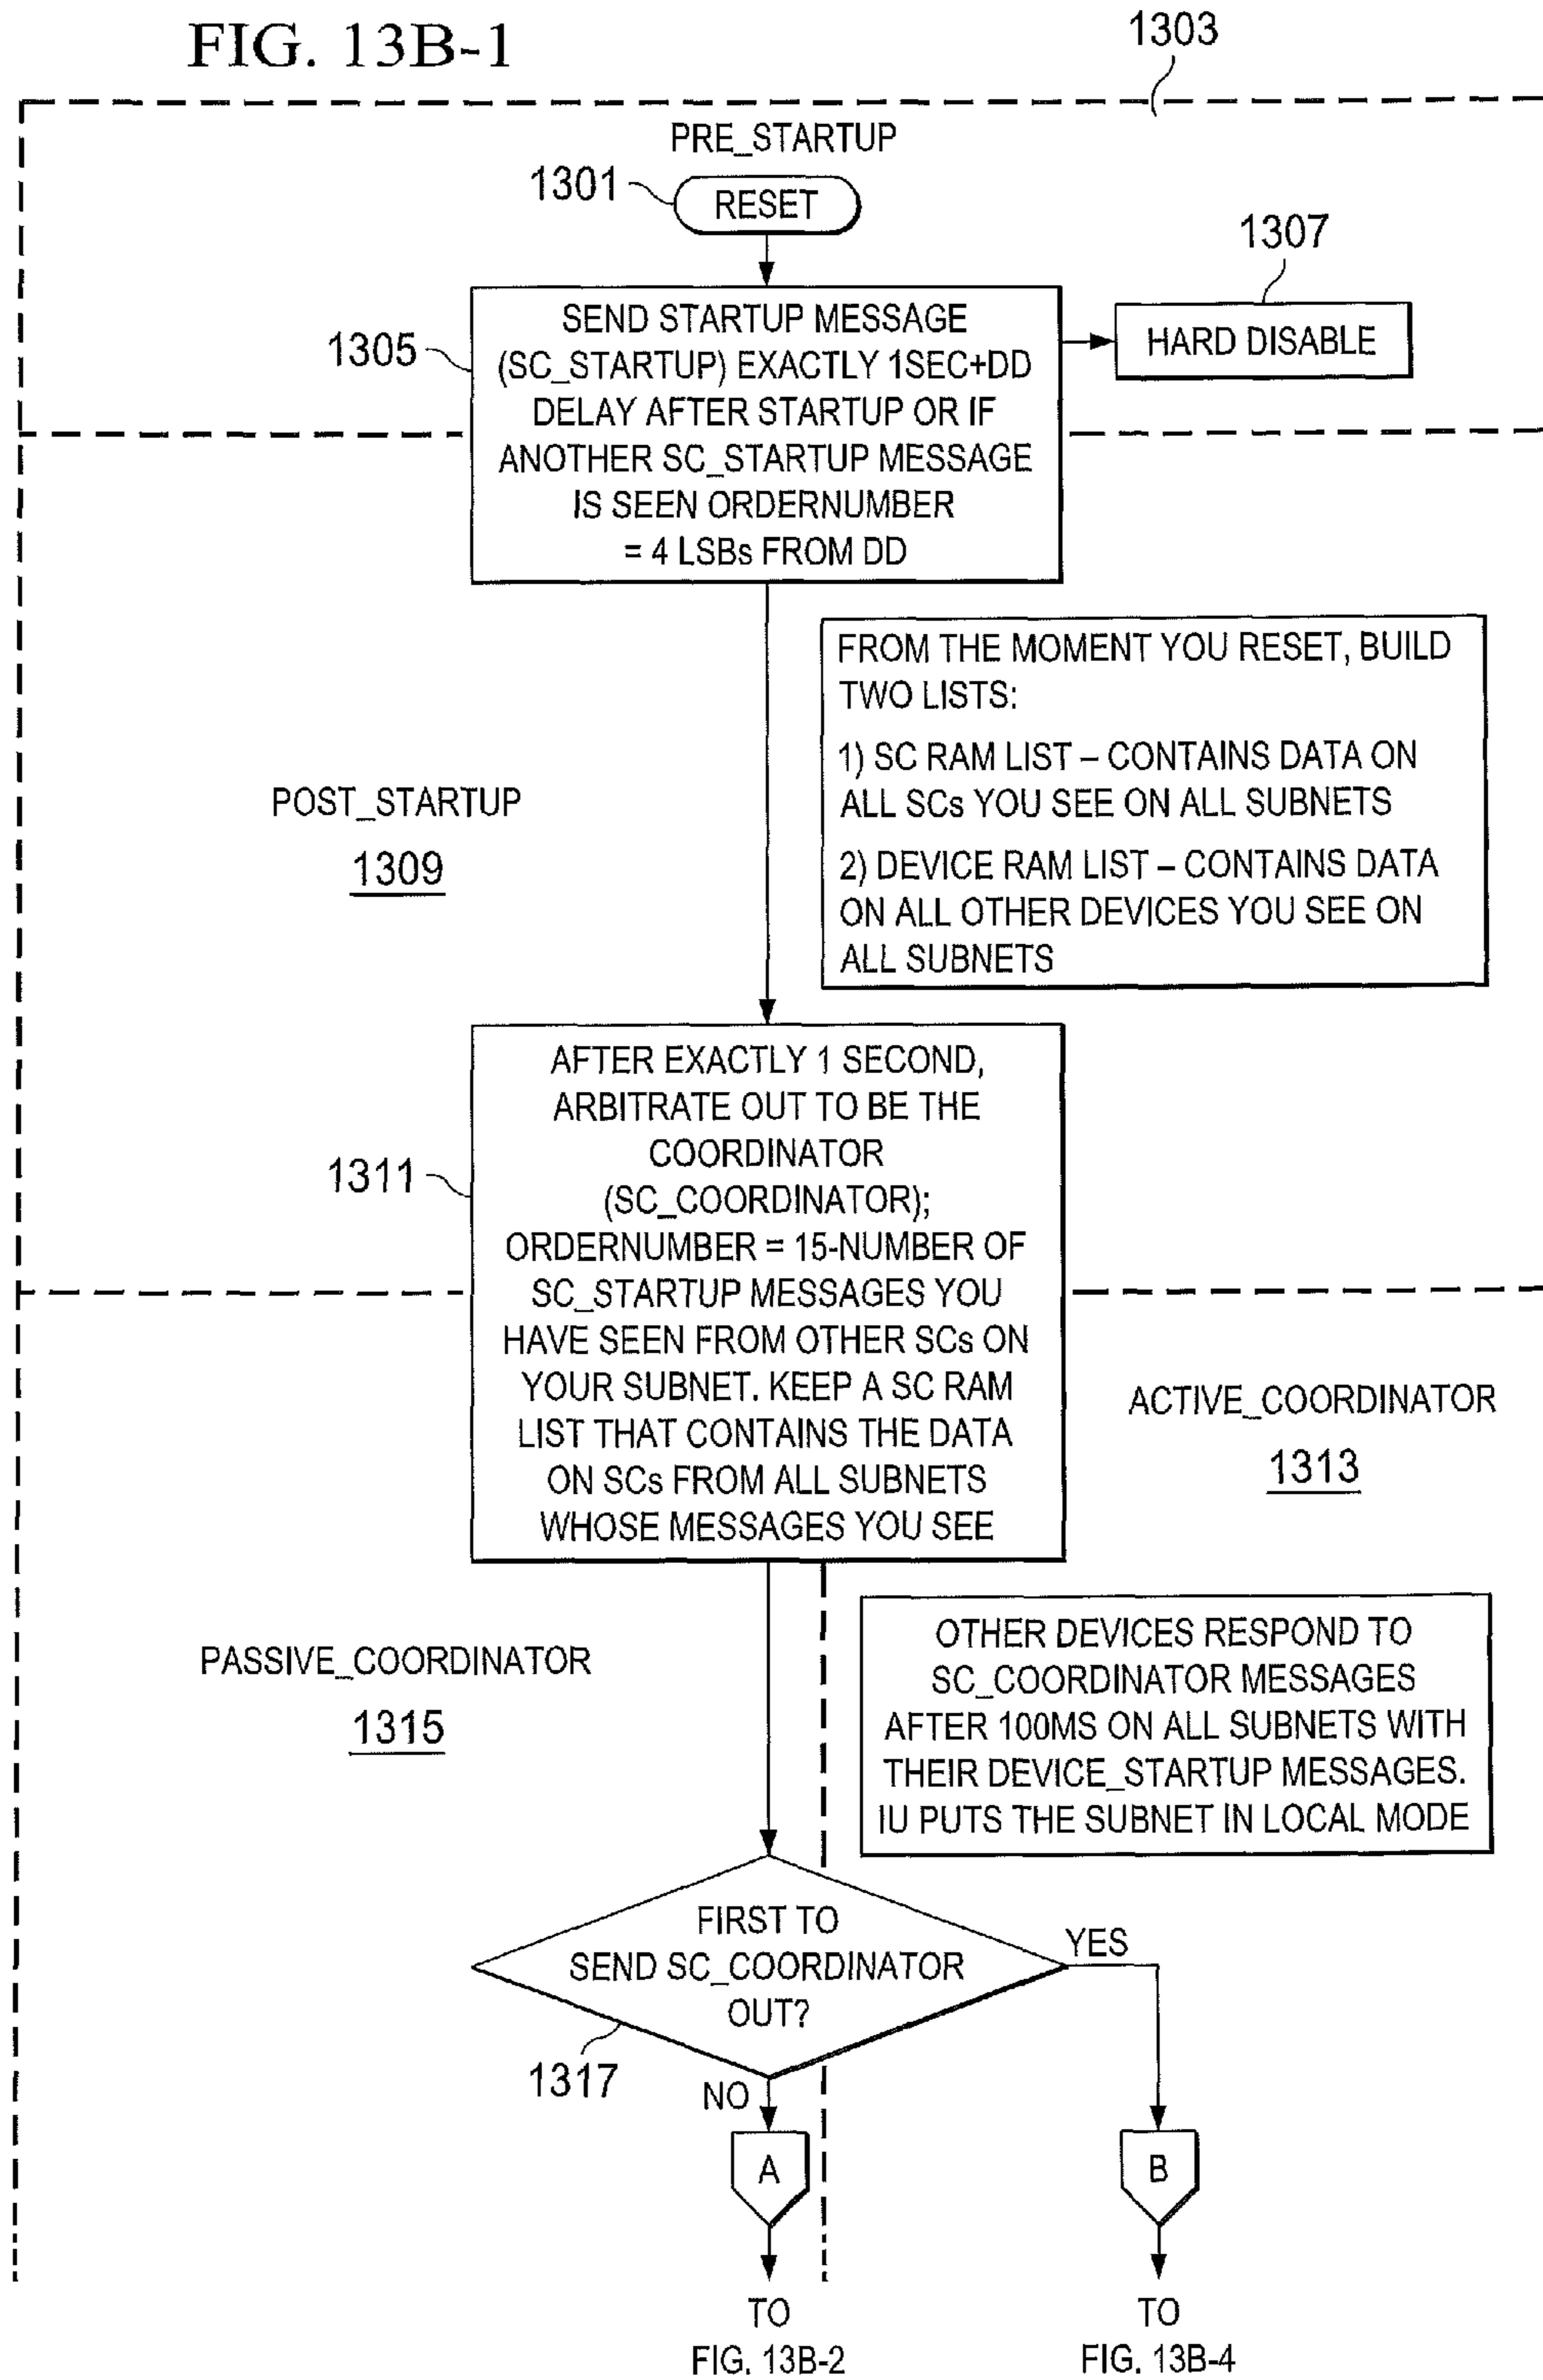 FIG. 13B-1
1303
PRE_STARTUP
1301
RESET
1307
HARD DISABLE
1305
SEND STARTUP MESSAGE
(SC_STARTUP) EXACTLY 1SEC+DD
DELAY AFTER STARTUP OR IF
ANOTHER SC_STARTUP MESSAGE
IS SEEN ORDERNUMBER
= 4 LSBs FROM DD
FROM THE MOMENT YOU RESET, BUILD
TWO LISTS:
1) SC RAM LIST – CONTAINS DATA ON
ALL SCs YOU SEE ON ALL SUBNETS
2) DEVICE RAM LIST – CONTAINS DATA
ON ALL OTHER DEVICES YOU SEE ON
ALL SUBNETS
POST_STARTUP
1309
1311
AFTER EXACTLY 1 SECOND,
ARBITRATE OUT TO BE THE
COORDINATOR
(SC_COORDINATOR);
ORDERNUMBER = 15-NUMBER OF
SC_STARTUP MESSAGES YOU
HAVE SEEN FROM OTHER SCs ON
YOUR SUBNET. KEEP A SC RAM
LIST THAT CONTAINS THE DATA
ON SCs FROM ALL SUBNETS
WHOSE MESSAGES YOU SEE
ACTIVE_COORDINATOR
1313
PASSIVE_COORDINATOR
1315
OTHER DEVICES RESPOND TO
SC_COORDINATOR MESSAGES
AFTER 100MS ON ALL SUBNETS WITH
THEIR DEVICE_STARTUP MESSAGES.
IU PUTS THE SUBNET IN LOCAL MODE
FIRST TO
SEND SC_COORDINATOR
OUT?
YES
1317
NO
A
B
TO
FIG. 13B-2
TO
FIG. 13B-4